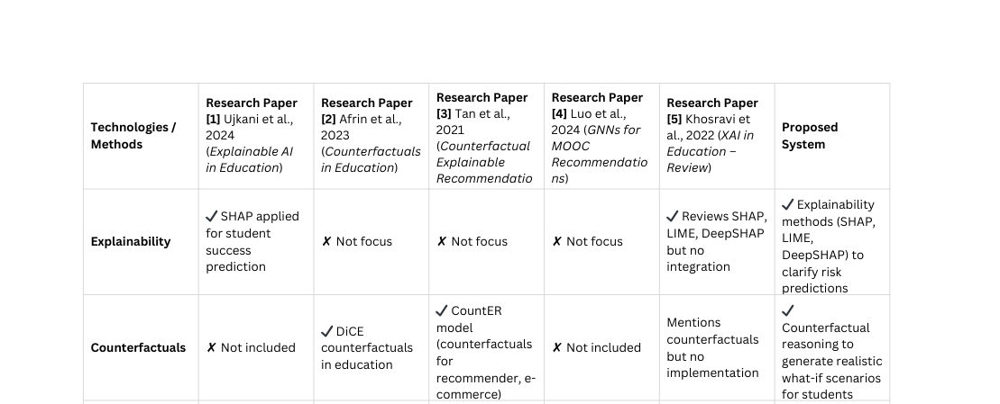 Technologies /
Methods
Research Paper
[1] Ujkani et al.,
2024
(Explainable AI
in Education)
Research Paper
[2] Afrin et al.,
2023
(Counterfactuals
in Education)
Research Paper
[3] Tan et al.,
2021
(Counterfactual
Explainable
Recommendatio
Research Paper
[4] Luo et al.,
2024 (GNNs for
MOOC
Recommendatio
ns)
Research Paper
[5] Khosravi et
al., 2022 (XAI in
Education –
Review)
Proposed
System
Explainability
✓ SHAP applied
for student
success
prediction
✗ Not focus
✗ Not focus
✗ Not focus
✓ Reviews SHAP,
LIME, DeepSHAP
but no
integration
✓ Explainability
methods (SHAP,
LIME,
DeepSHAP) to
clarify risk
predictions
Counterfactuals
✗ Not included
✓ DiCE
counterfactuals
in education
✓ CountER
model
(counterfactuals
for
recommender, e-
commerce)
✗ Not included
Mentions
counterfactuals
but no
implementation
✓
Counterfactual
reasoning to
generate realistic
what-if scenarios
for students